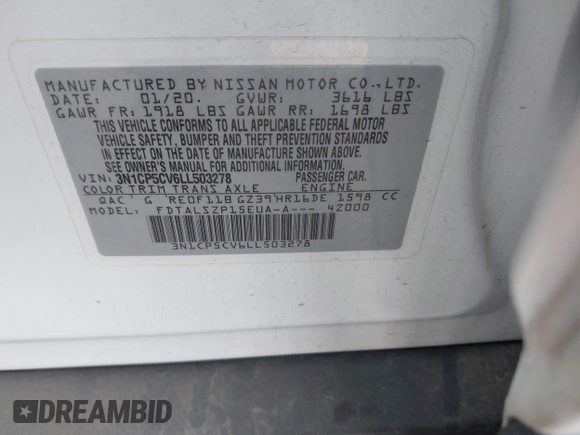 MANUFACTURED BY NISSAN MOTOR CO., LTD.
DATE: 01/20. GVWR: 3616 LBS
GAWR FR: 1918 LBS GAWR RR: 1698 LBS
THIS VEHICLE CONFORMS TO ALL APPLICABLE FEDERAL MOTOR
VEHICLE SAFETY, BUMPER AND THEFT PREVENTION STANDARDS
IN EFFECT ON THE DATE OF MANUFACTURE SHOWN ABOVE.
SEE OWNER'S MANUAL FOR ADDITIONAL INFORMATION.
VIN: 3N1CP5CV6LL503278 PASSENGER CAR.
COLOR TRIM TRANS AXLE ENGINE
QAC G RE0F11B GZ39 HR16DE 1598 CC
MODEL: FDTALSZP15EUA-A--- 42000
3N1CP5CV6LL503278
DREAMBID